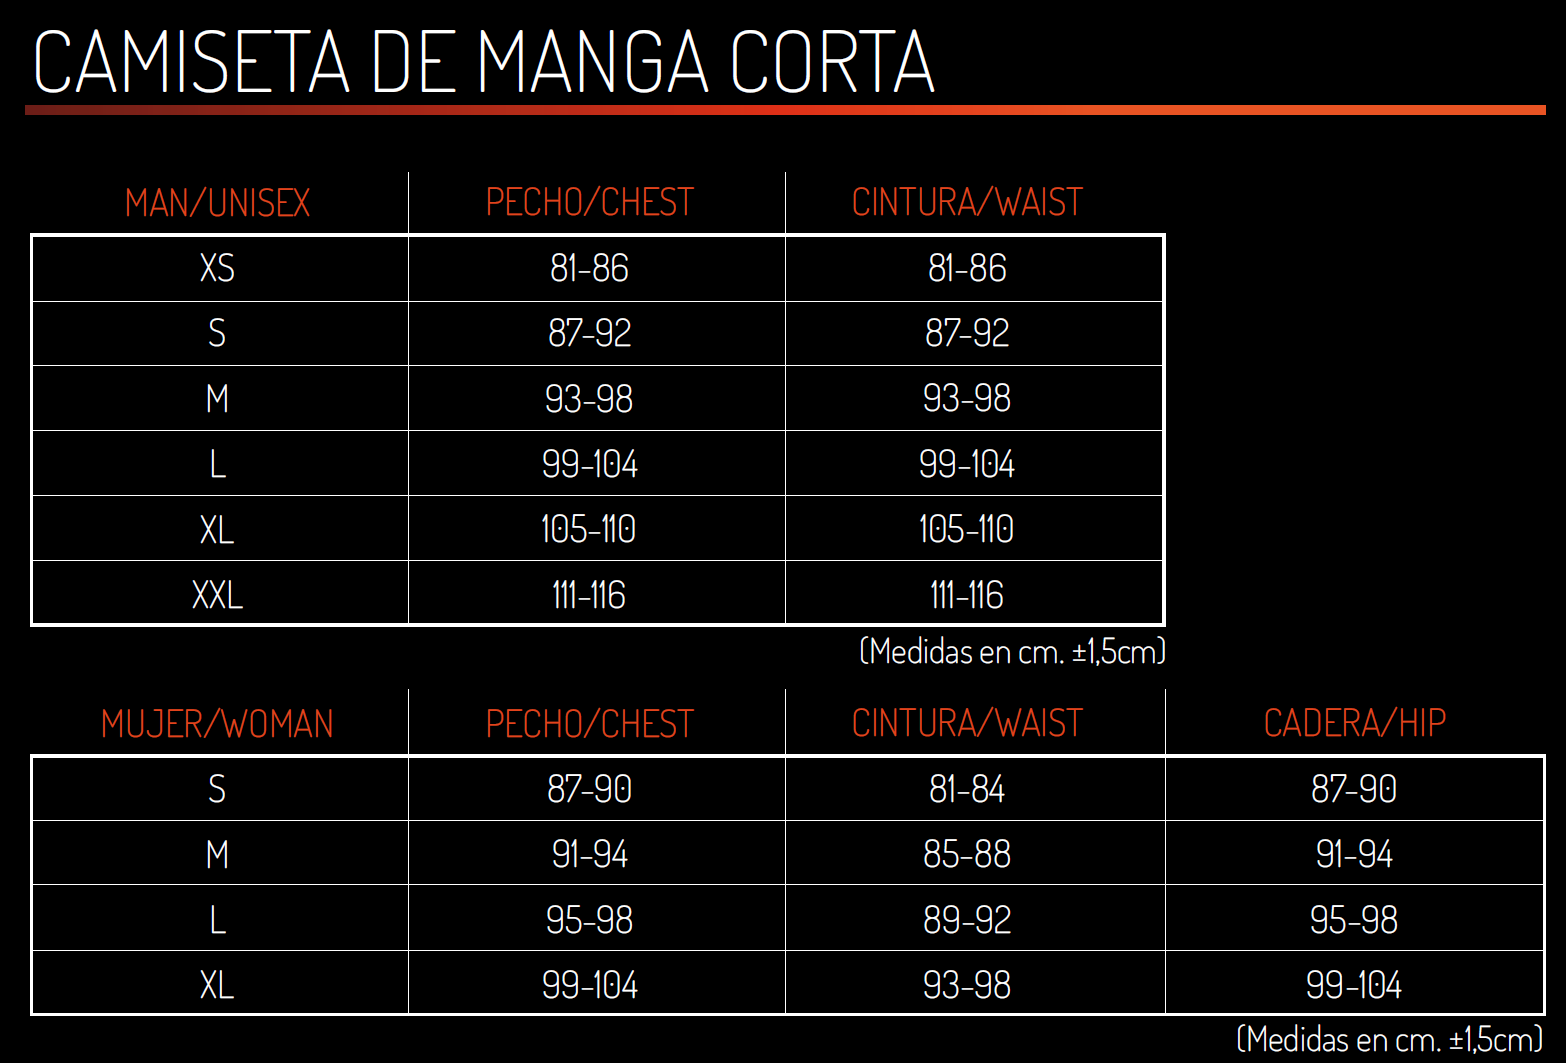 CAMISETA DE MANGA CORTA
MAN/UNISEX PECHO/CHEST CINTURA/WAIST
XS 81-86 81-86
S 87-92 87-92
M 93-98 93-98
L 99-104 99-104
XL 105-110 105-110
XXL 111-116 111-116
(Medidas en cm. ±1,5cm)
MUJER/WOMAN PECHO/CHEST CINTURA/WAIST CADERA/HIP
S 87-90 81-84 87-90
M 91-94 85-88 91-94
L 95-98 89-92 95-98
XL 99-104 93-98 99-104
(Medidas en cm. ±1,5cm)